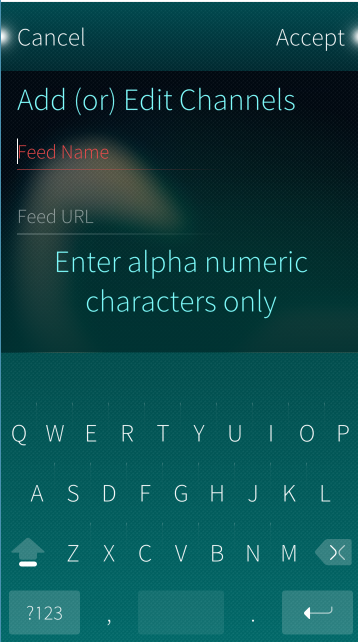 Cancel Accept
Add (or) Edit Channels
Feed Name
Feed URL
Enter alpha numeric
characters only
Q W E R T Y U I O P
A S D F G H J K L
Z X C V B N M
?123 , .